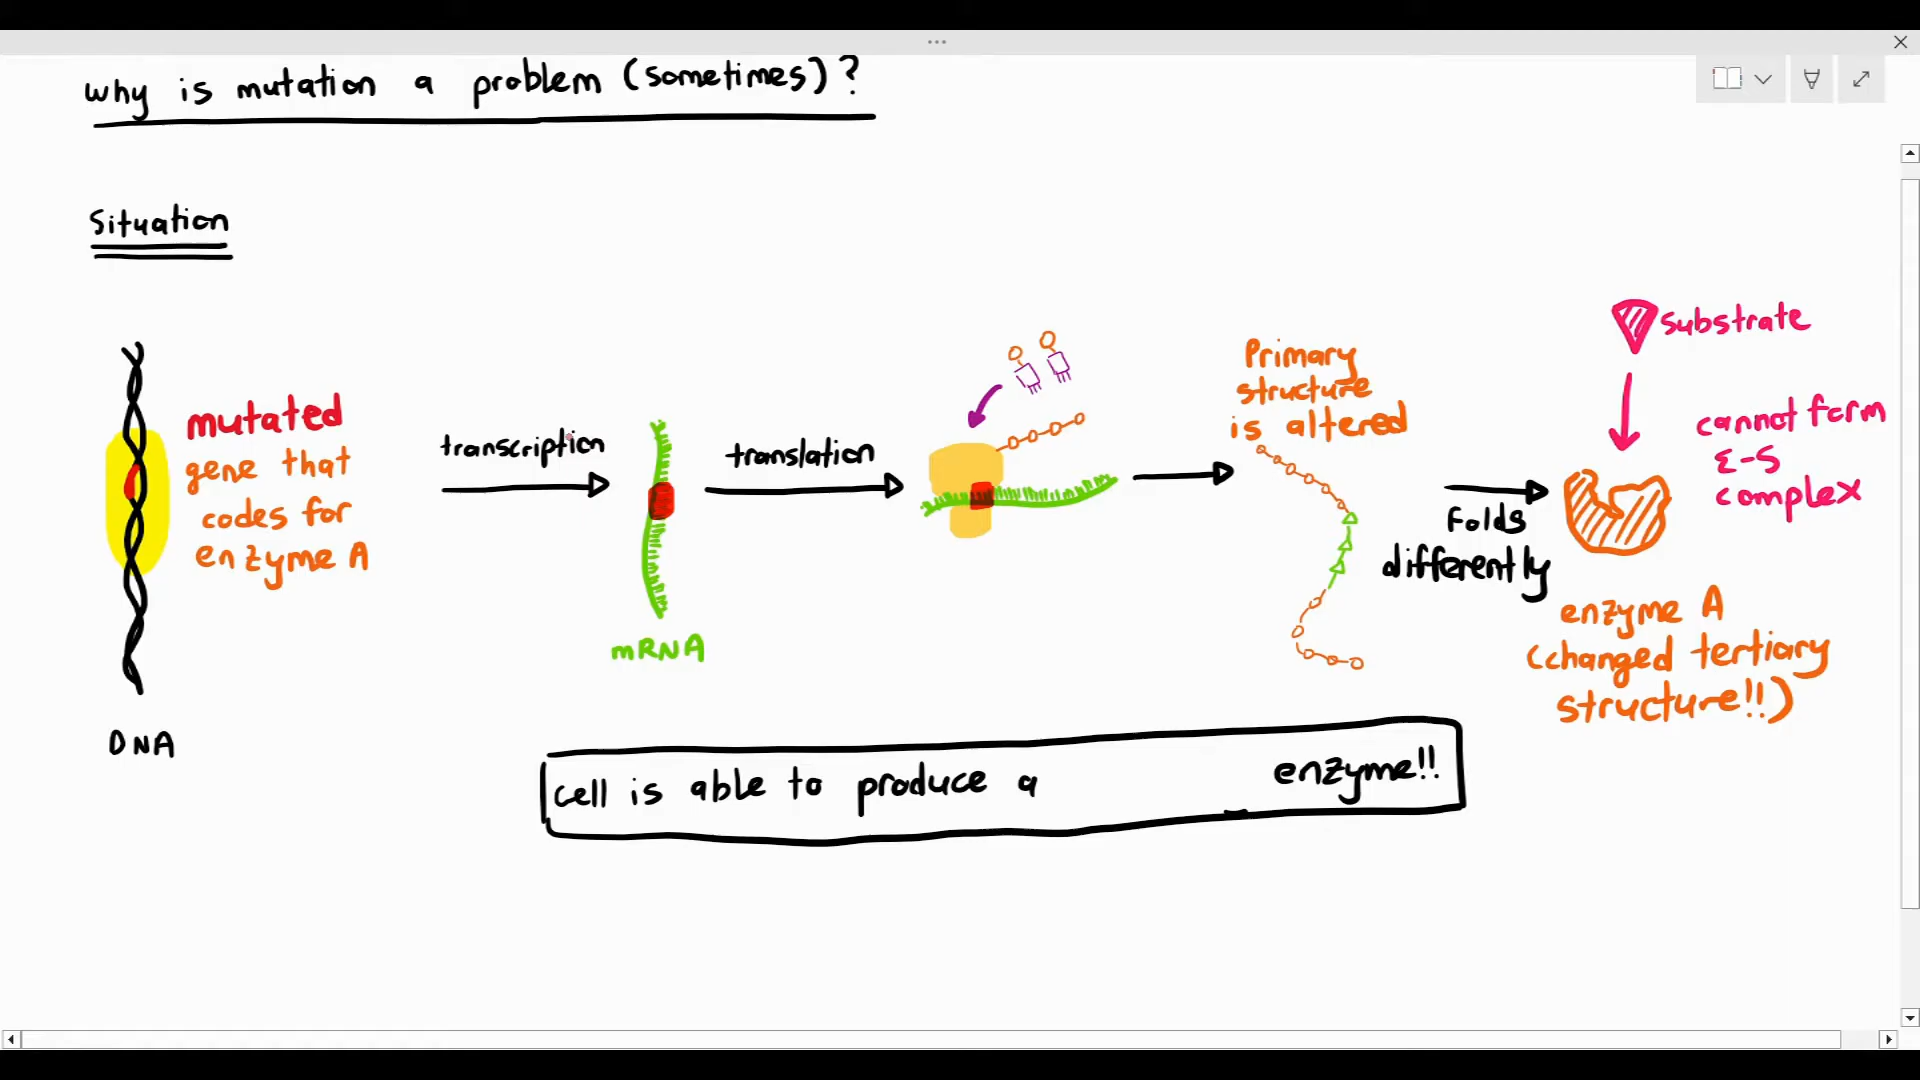 why is mutation a problem (sometimes)?
Situation
mutated
gene that
codes for
enzyme A
DNA
transcription
mRNA
translation
Primary
structure
is altered
Folds
differently
substrate
cannot form
E-S
complex
enzyme A
(changed tertiary
structure!!)
cell is able to produce a enzyme!!